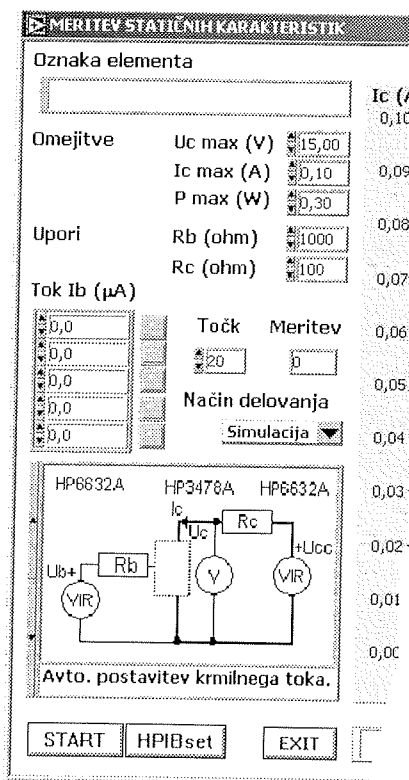 MERITEV STATIČNIH KARAKTERISTIK
Oznaka elementa
Omejitve
Uc max (V) 15,00
Ic max (A) 0,10
P max (W) 0,30
Upori
Rb (ohm) 1000
Rc (ohm) 100
Tok Ib (µA)
0,0
0,0
0,0
0,0
0,0
Točk Meritev
20 0
Način delovanja
Simulacija
HP6632A HP3478A HP6632A
Ic
Uc
Rc
+Ucc
Ub+
Rb
VIR
V
VIR
Avto. postavitev krmilnega toka.
START HPIBset EXIT
Ic (A
0,10
0,09
0,08
0,07
0,06
0,05
0,04
0,03
0,02
0,01
0,00